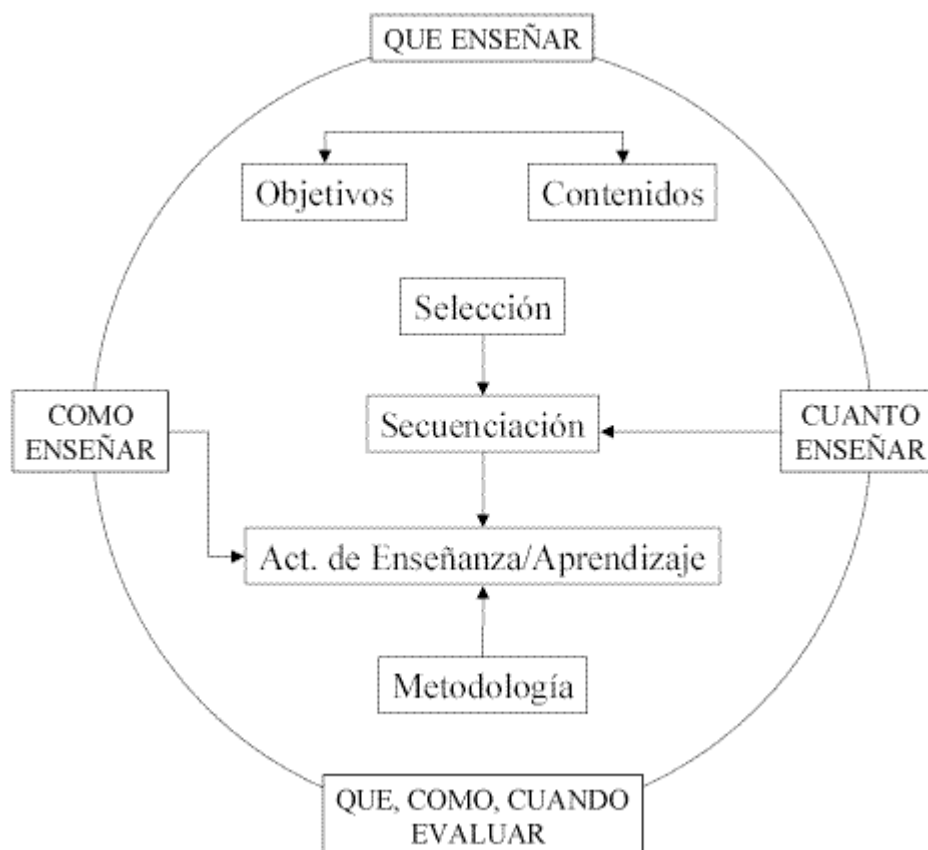 QUE ENSEÑAR
Objetivos
Contenidos
Selección
COMO
ENSEÑAR
Secuenciación
CUANTO
ENSEÑAR
Act. de Enseñanza/Aprendizaje
Metodología
QUE, COMO, CUANDO
EVALUAR